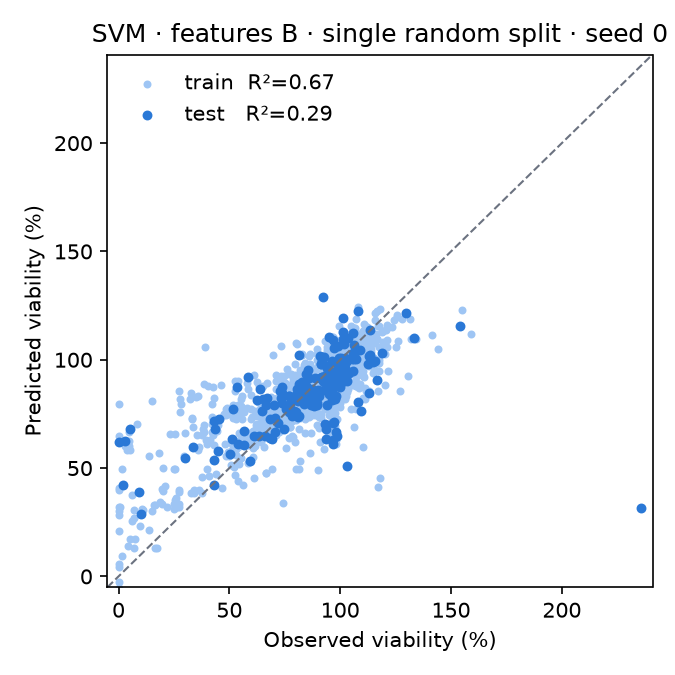 SVM · features B · single random split · seed 0
train R²=0.67
test R²=0.29
200
150
100
50
0
Predicted viability (%)
0 50 100 150 200
Observed viability (%)